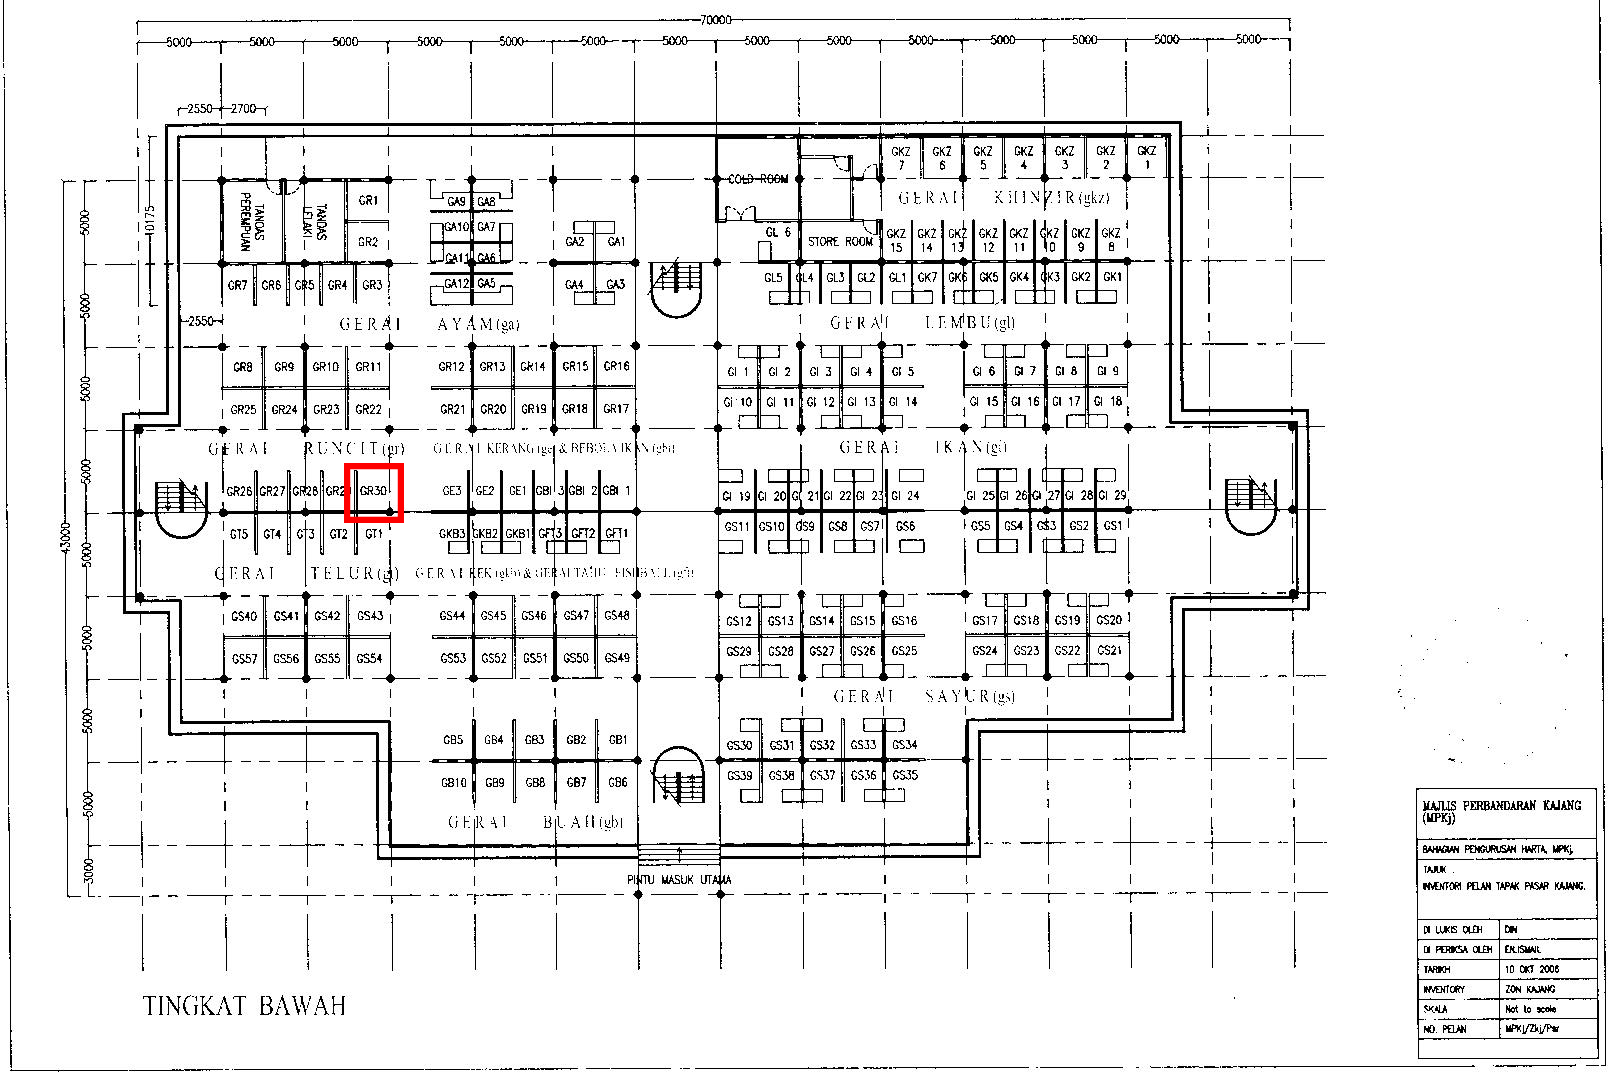 70000
5000 5000 5000 5000 5000 5000 5000 5000 5000 5000 5000 5000 5000 5000
2550 2700
GKZ 7 GKZ 6 GKZ 5 GKZ 4 GKZ 3 GKZ 2 GKZ 1
COLD ROOM
GERAI KHINZIR(gkz)
TANDAS PEREMPUAN
TANDAS LELAKI
GR1
GR2
GA9 GA8
GA10 GA7
GA11 GA6
GA12 GA5
GA2 GA1
GA4 GA3
GL 6
STORE ROOM
GKZ 15 GKZ 14 GKZ 13 GKZ 12 GKZ 11 GKZ 10 GKZ 9 GKZ 8
GR7 GR6 GR5 GR4 GR3
GL5 GL4 GL3 GL2 GL1 GK7 GK6 GK5 GK4 GK3 GK2 GK1
10175
2550
GERAI AYAM(ga)
GERAI LEMBU(gl)
GR8 GR9 GR10 GR11 GR12 GR13 GR14 GR15 GR16
GI 1 GI 2 GI 3 GI 4 GI 5 GI 6 GI 7 GI 8 GI 9
GR25 GR24 GR23 GR22 GR21 GR20 GR19 GR18 GR17
GI 10 GI 11 GI 12 GI 13 GI 14 GI 15 GI 16 GI 17 GI 18
GERAI RUNCIT(gr)
GERAI KERANG(ge) & BEBOLA IKAN(gbi)
GERAI IKAN(gi)
GR26 GR27 GR28 GR30
GE3 GE2 GE1 GBI 3 GBI 2 GBI 1
GI 19 GI 20 GI 21 GI 22 GI 23 GI 24 GI 25 GI 26 GI 27 GI 28 GI 29
GT5 GT4 GT3 GT2 GT1
GKB3 GKB2 GKB1 GFT3 GFT2 GFT1
GS11 GS10 GS9 GS8 GS7 GS6 GS5 GS4 GS3 GS2 GS1
GERAI TELUR(gt)
GERAI
GS40 GS41 GS42 GS43 GS44 GS45 GS46 GS47 GS48
GS12 GS13 GS14 GS15 GS16 GS17 GS18 GS19 GS20
GS57 GS56 GS55 GS54 GS53 GS52 GS51 GS50 GS49
GS29 GS28 GS27 GS26 GS25 GS24 GS23 GS22 GS21
GERAI SAYUR(gs)
GB5 GB4 GB3 GB2 GB1
GS30 GS31 GS32 GS33 GS34
GB10 GB9 GB8 GB7 GB6
GS39 GS38 GS37 GS36 GS35
GERAI BUAH(gb)
PINTU MASUK UTAMA
43000
5000 5000 5000 5000 5000 5000 5000 5000 3000
TINGKAT BAWAH
MAJLIS PERBANDARAN KAJANG
(MPKj)
BAHAGIAN PENGURUSAN HARTA, MPKj.
TAJUK
INVENTORI PELAN TAPAK PASAR KAJANG.
DI LUKIS OLEH DIN
DI PERIKSA OLEH EN.ISMAIL
TARIKH 10 OKT 2006
INVENTORY ZON KAJANG
SKALA Not to scale
NO. PELAN MPKj/Zkj/Psr